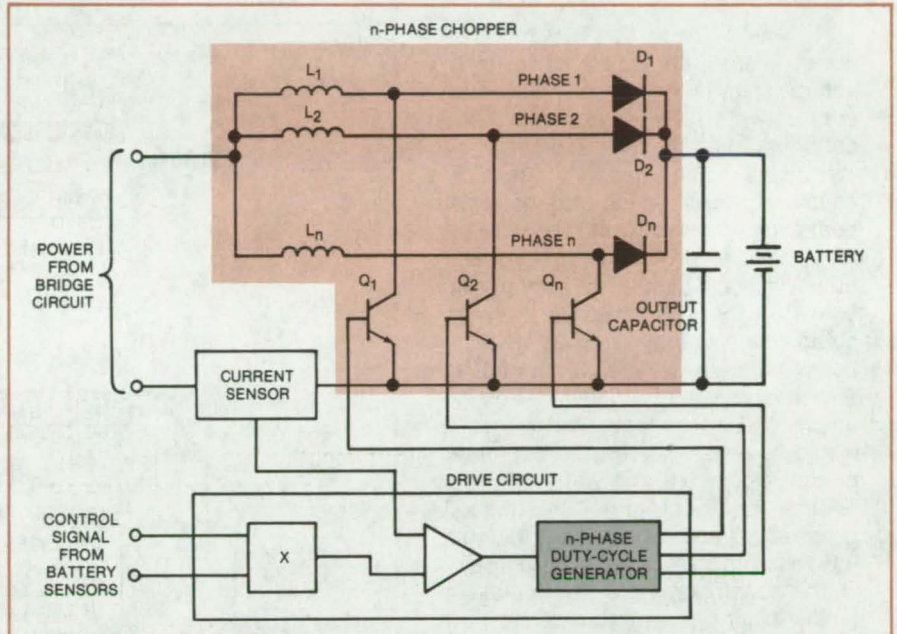 n-PHASE CHOPPER
L1
PHASE 1
D1
L2
PHASE 2
D2
Ln
PHASE n
Dn
POWER
FROM
BRIDGE
CIRCUIT
Q1
Q2
Qn
OUTPUT
CAPACITOR
BATTERY
CURRENT
SENSOR
DRIVE CIRCUIT
CONTROL
SIGNAL
FROM
BATTERY
SENSORS
X
n-PHASE
DUTY-CYCLE
GENERATOR